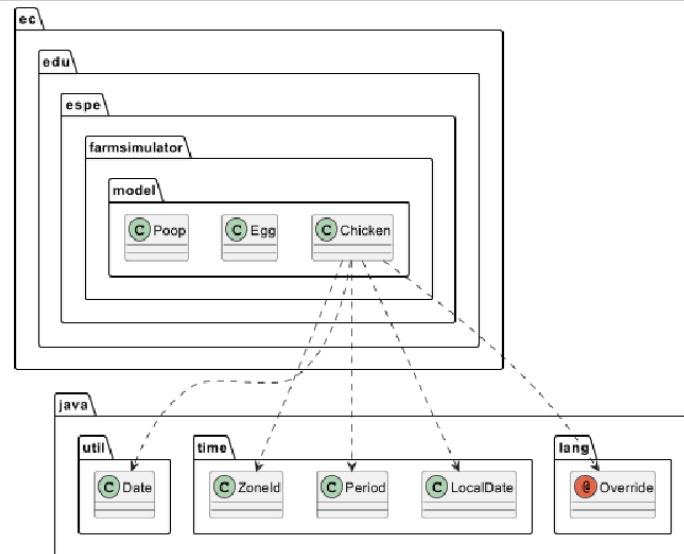 ec
edu
espe
farmsimulator
model
C Poop
C Egg
C Chicken
java
util
time
lang
C Date
C ZoneId
C Period
C LocalDate
@ Override